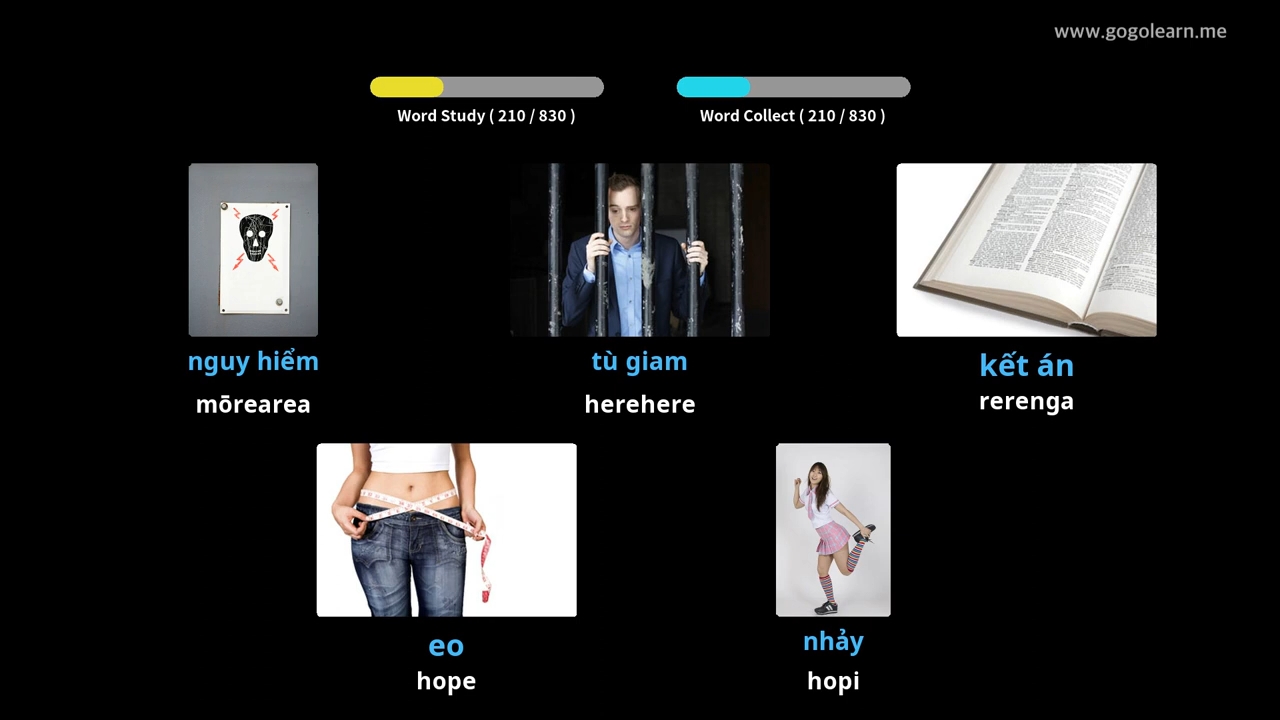 www.gogolearn.me
Word Study ( 210 / 830 )
Word Collect ( 210 / 830 )
nguy hiểm
mōrearea
tù giam
herehere
kết án
rerenga
eo
hope
nhảy
hopi